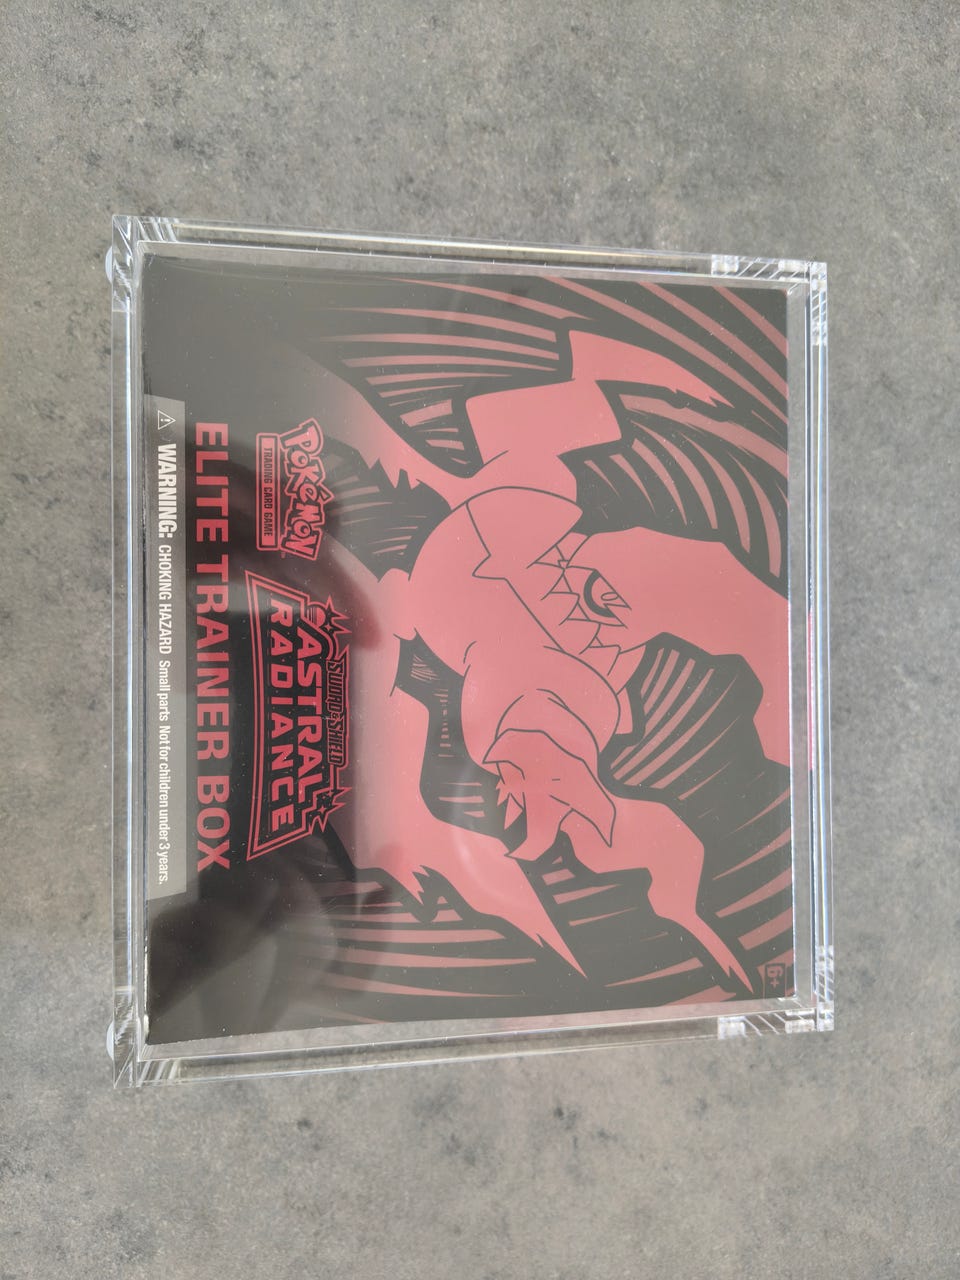 6+
SWORD & SHIELD
ASTRAL
RADIANCE
POKéMON
TRADING CARD GAME
ELITE TRAINER BOX
⚠ WARNING: CHOKING HAZARD Small parts Not for children under 3 years.